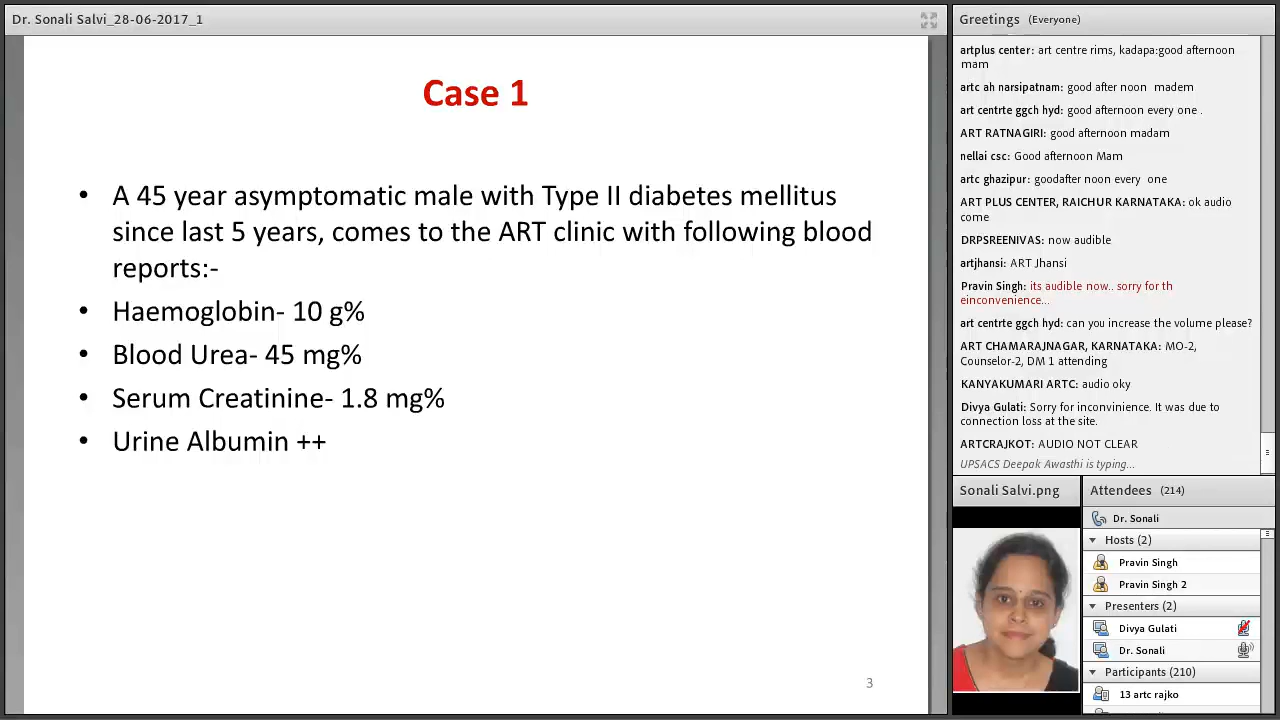 Dr. Sonali Salvi_28-06-2017_1
Case 1
• A 45 year asymptomatic male with Type II diabetes mellitus
since last 5 years, comes to the ART clinic with following blood
reports:-
• Haemoglobin- 10 g%
• Blood Urea- 45 mg%
• Serum Creatinine- 1.8 mg%
• Urine Albumin ++
3
Greetings (Everyone)
artplus center: art centre rims, kadapa:good afternoon
mam
artc ah narsipatnam: good after noon madem
art centrte ggch hyd: good afternoon every one .
ART RATNAGIRI: good afternoon madam
nellai csc: Good afternoon Mam
artc ghazipur: goodafter noon every one
ART PLUS CENTER, RAICHUR KARNATAKA: ok audio
come
DRPSREENIVAS: now audible
artjhansi: ART Jhansi
Pravin Singh: its audible now.. sorry for th
einconvenience...
art centrte ggch hyd: can you increase the volume please?
ART CHAMARAJNAGAR, KARNATAKA: MO-2,
Counselor-2, DM 1 attending
KANYAKUMARI ARTC: audio oky
Divya Gulati: Sorry for inconvinience. It was due to
connection loss at the site.
ARTCRAJKOT: AUDIO NOT CLEAR
UPSACS Deepak Awasthi is typing...
Sonali Salvi.png
Attendees (214)
Dr. Sonali
Hosts (2)
Pravin Singh
Pravin Singh 2
Presenters (2)
Divya Gulati
Dr. Sonali
Participants (210)
13 artc rajko